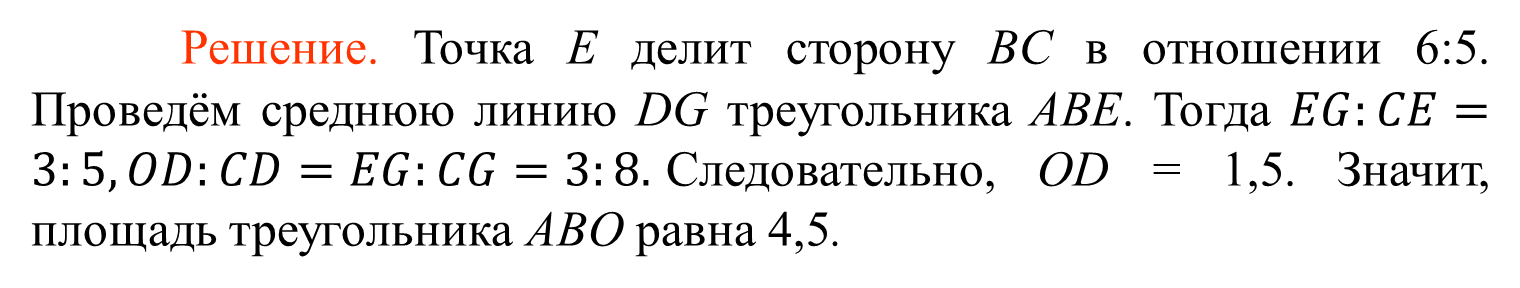 Решение. Точка E делит сторону BC в отношении 6:5.
Проведём среднюю линию DG треугольника ABE. Тогда EG: CE =
3: 5, OD: CD = EG: CG = 3: 8. Следовательно, OD = 1,5. Значит,
площадь треугольника ABO равна 4,5.